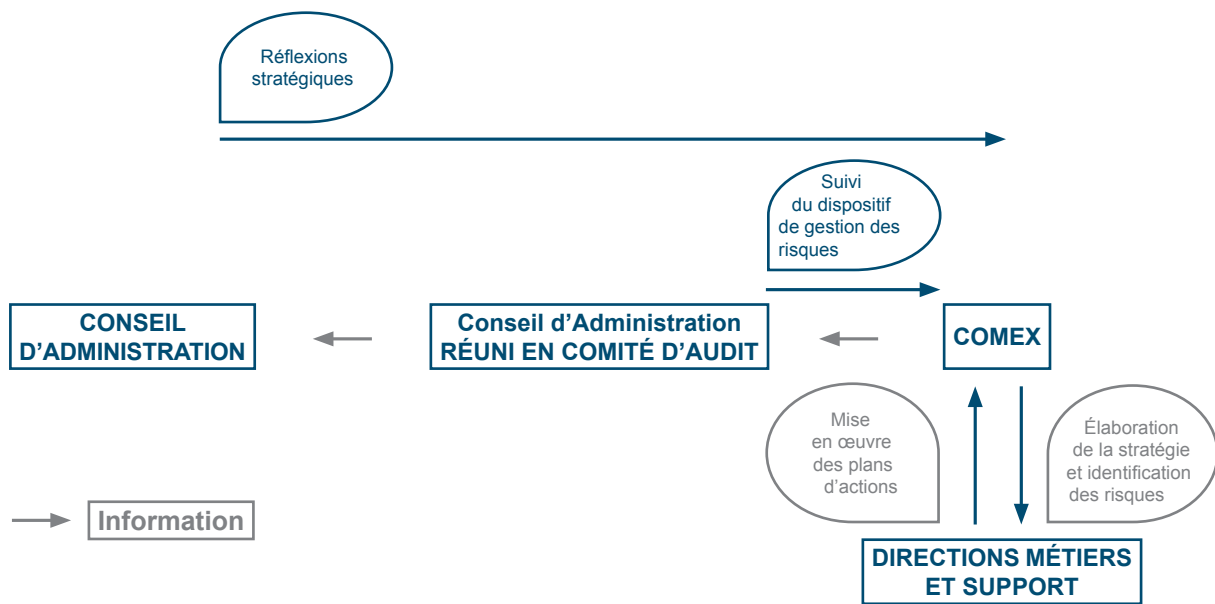 Réflexions
stratégiques
Suivi
du dispositif
de gestion des
risques
CONSEIL
D’ADMINISTRATION
Conseil d’Administration
RÉUNI EN COMITÉ D’AUDIT
COMEX
Mise
en œuvre
des plans
d’actions
Élaboration
de la stratégie
et identification
des risques
Information
DIRECTIONS MÉTIERS
ET SUPPORT